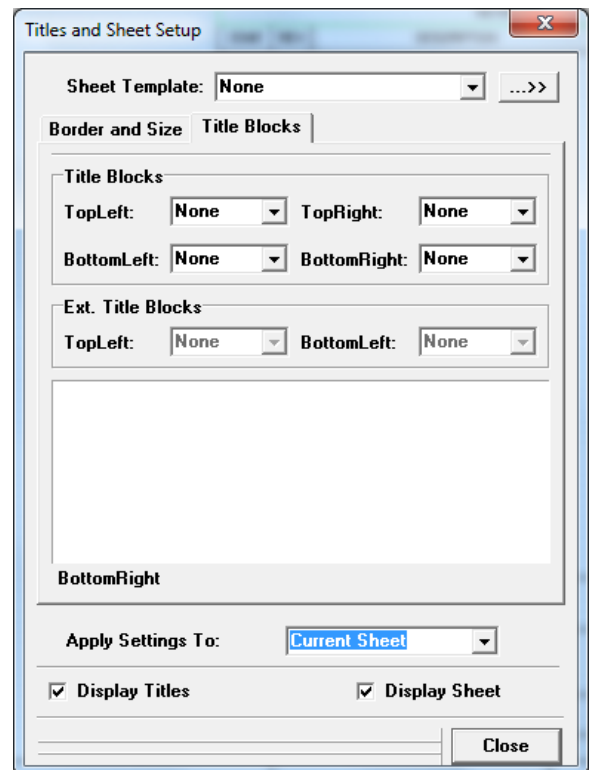 Titles and Sheet Setup
Sheet Template: None ...>>
Border and Size Title Blocks
Title Blocks
TopLeft: None TopRight: None
BottomLeft: None BottomRight: None
Ext. Title Blocks
TopLeft: None BottomLeft: None
BottomRight
Apply Settings To: Current Sheet
Display Titles Display Sheet
Close